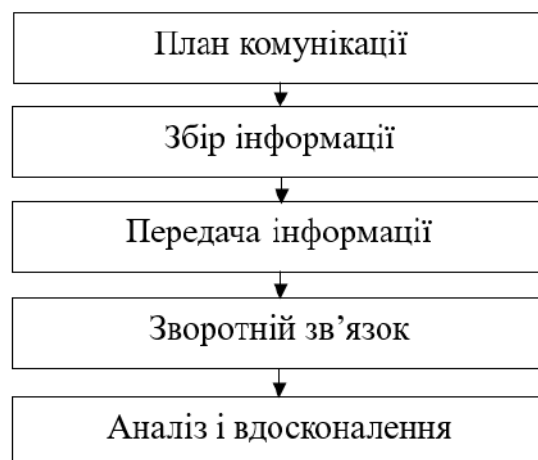 План комунікації
Збір інформації
Передача інформації
Зворотній зв’язок
Аналіз і вдосконалення